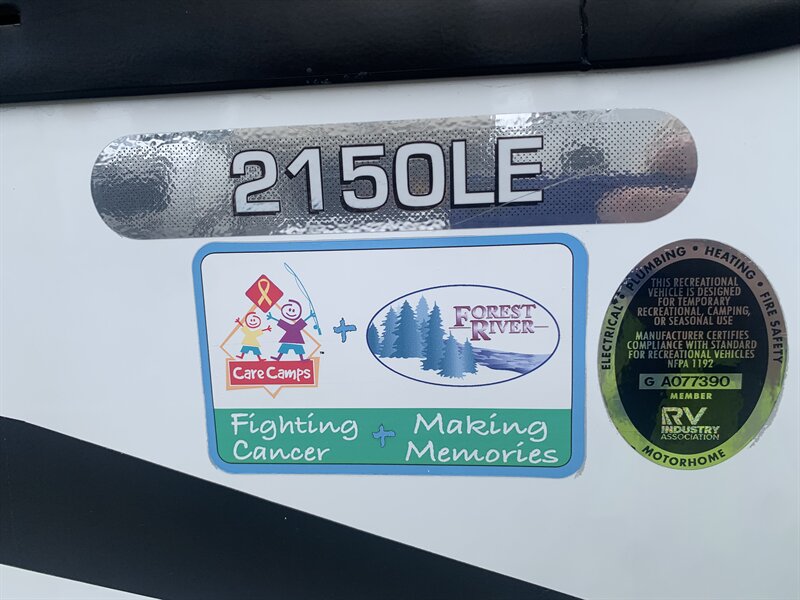 2150LE
Care Camps
TM
+
FOREST
RIVER
Fighting + Making
Cancer Memories
ELECTRICAL • PLUMBING • HEATING • FIRE SAFETY
THIS RECREATIONAL
VEHICLE IS DESIGNED
FOR TEMPORARY
RECREATIONAL, CAMPING,
OR SEASONAL USE
MANUFACTURER CERTIFIES
COMPLIANCE WITH STANDARD
FOR RECREATIONAL VEHICLES
NFPA 1192
G A077390
MEMBER
RV
INDUSTRY
ASSOCIATION
MOTORHOME